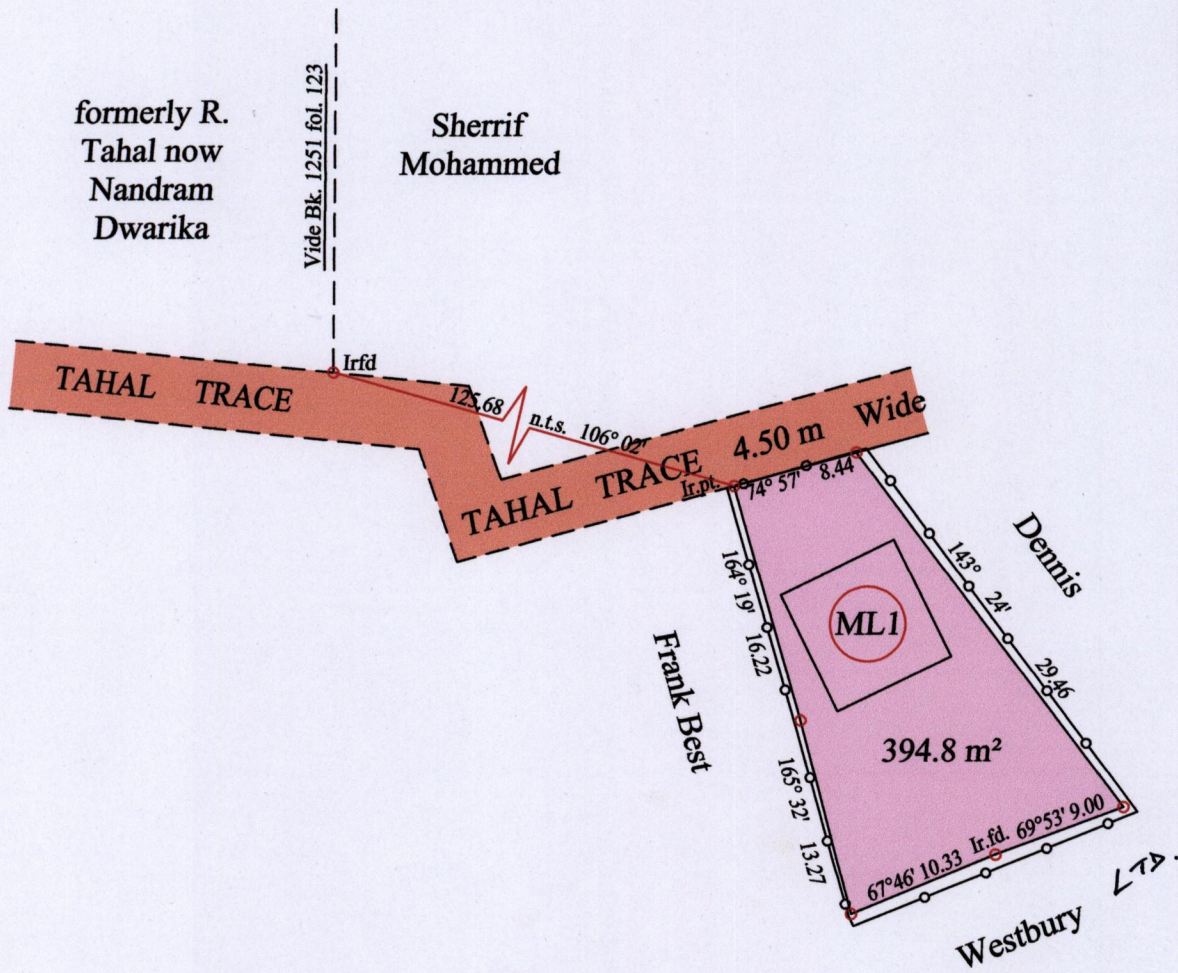 formerly R.
Tahal now
Nandram
Dwarika
Vide Bk. 1251 fol. 123
Sherrif
Mohammed
Irfd
TAHAL TRACE
125.68
n.t.s. 106° 02'
TAHAL TRACE 4.50 m Wide
Ir.pt.
74° 57' 8.44
164° 19'
16.22
143°
24'
29.46
Dennis
ML1
Frank Best
394.8 m²
165° 32'
13.27
67°46' 10.33 Ir.fd. 69°53' 9.00
Westbury LTD.